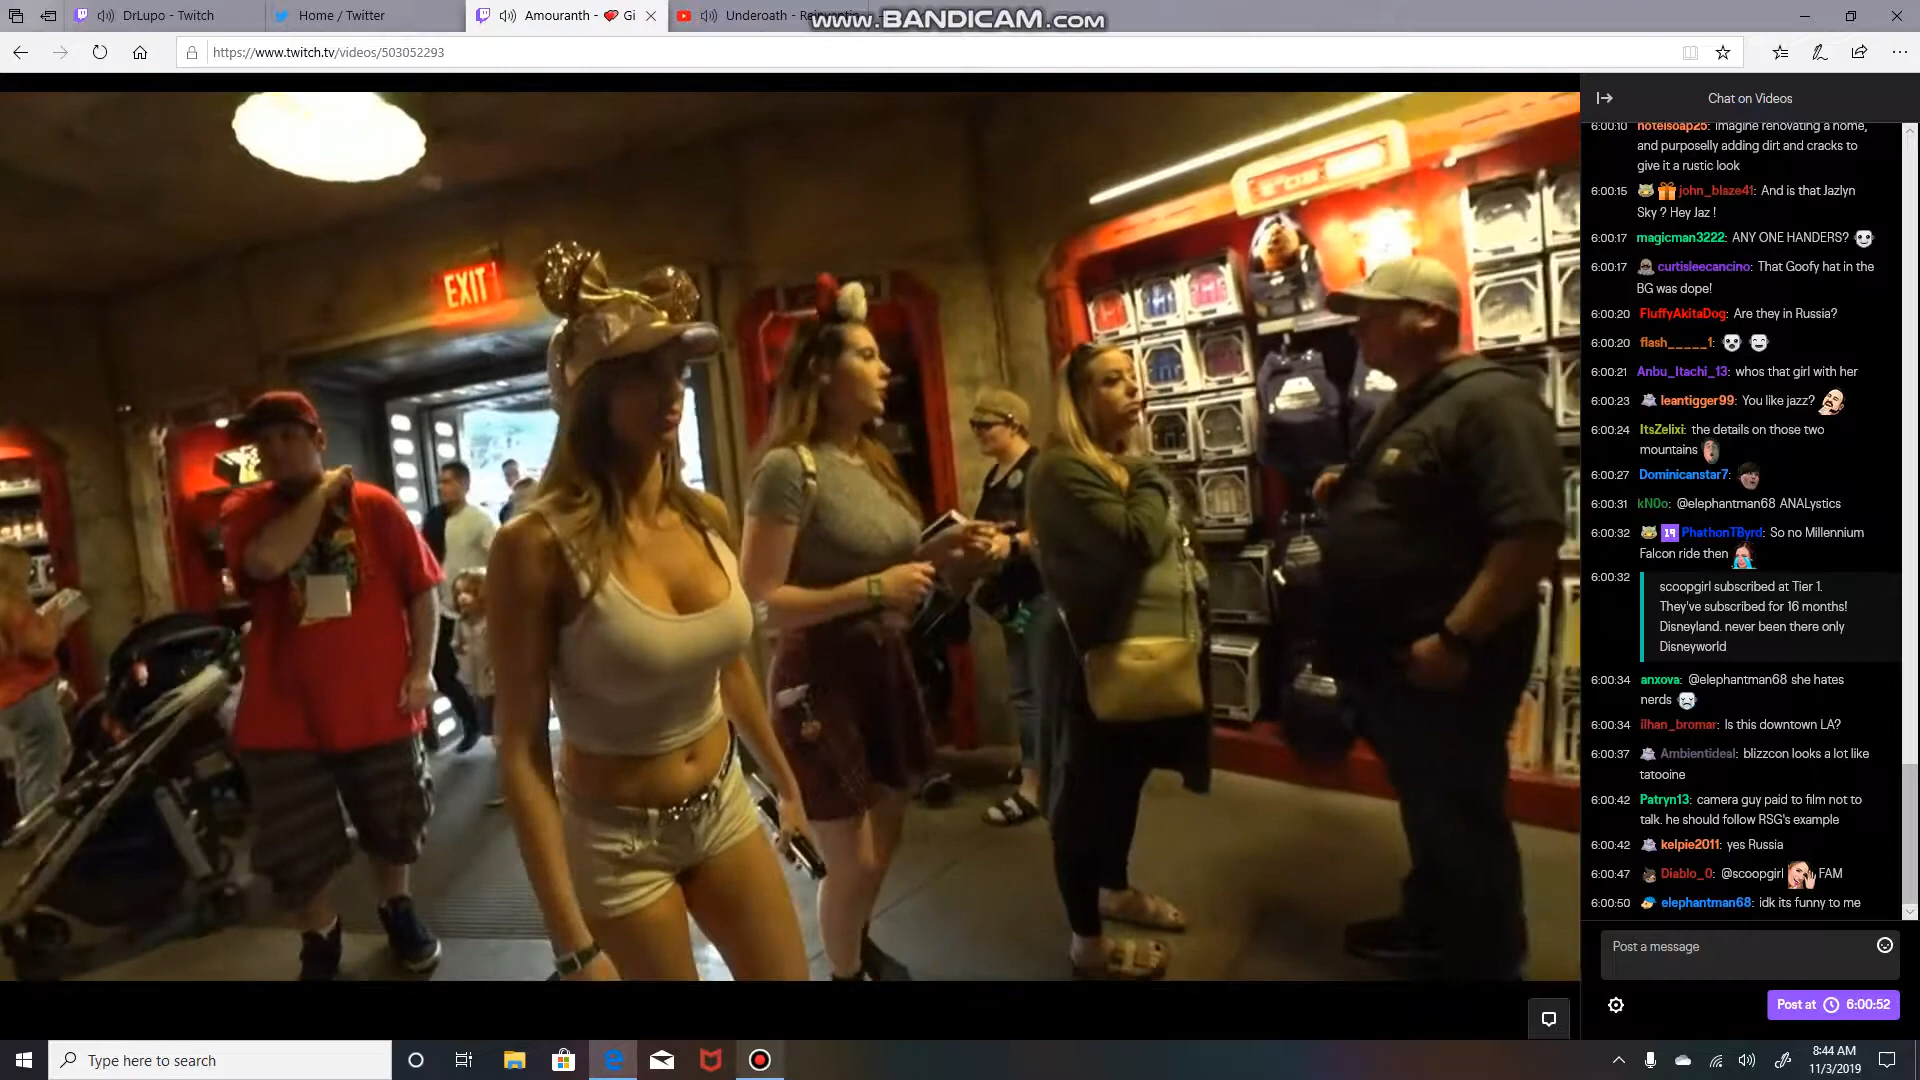 DrLupo - Twitch
Home / Twitter
Amouranth - ❤ Gi
Underoath - Reinventin
www.BANDICAM.com
https://www.twitch.tv/videos/503052293
EXIT
Chat on Videos
6:00:10 hotelsoap25: Imagine renovating a home,
and purposelly adding dirt and cracks to
give it a rustic look
6:00:15 john_blaze41: And is that Jazlyn
Sky ? Hey Jaz !
6:00:17 magicman3222: ANY ONE HANDERS?
6:00:17 curtisleecancino: That Goofy hat in the
BG was dope!
6:00:20 FluffyAkitaDog: Are they in Russia?
6:00:20 flash_____1:
6:00:21 Anbu_Itachi_13: whos that girl with her
6:00:23 leantigger99: You like jazz?
6:00:24 ItsZelixi: the details on those two
mountains
6:00:27 Dominicanstar7:
6:00:31 kN0o: @elephantman68 ANALystics
6:00:32 19 PhathonTByrd: So no Millennium
Falcon ride then
6:00:32 scoopgirl subscribed at Tier 1.
They've subscribed for 16 months!
Disneyland. never been there only
Disneyworld
6:00:34 anxova: @elephantman68 she hates
nerds
6:00:34 ilhan_bromar: Is this downtown LA?
6:00:37 Ambientideal: blizzcon looks a lot like
tatooine
6:00:42 Patryn13: camera guy paid to film not to
talk. he should follow RSG's example
6:00:42 kelpie2011: yes Russia
6:00:47 Diablo_0: @scoopgirl FAM
6:00:50 elephantman68: idk its funny to me
Post a message
Post at 6:00:52
Type here to search
8:44 AM
11/3/2019